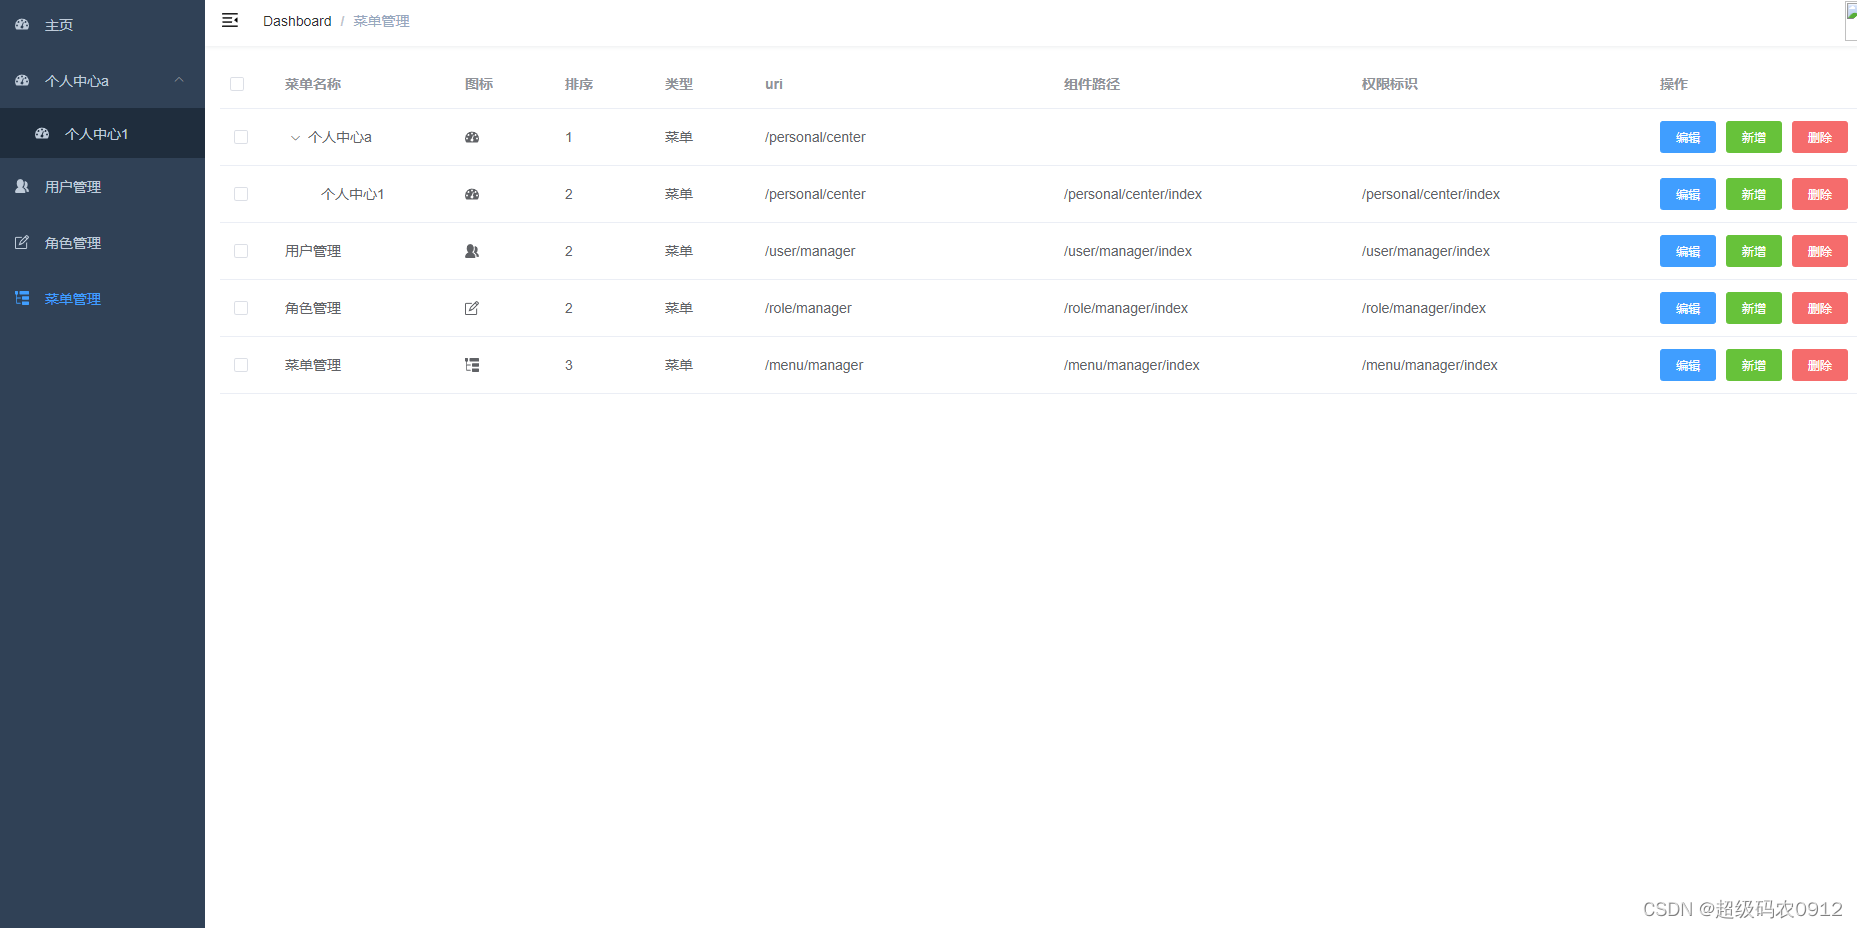 主页
个人中心a
个人中心1
用户管理
角色管理
菜单管理
Dashboard / 菜单管理
菜单名称 图标 排序 类型 uri 组件路径 权限标识 操作
个人中心a 1 菜单 /personal/center 编辑 新增 删除
个人中心1 2 菜单 /personal/center /personal/center/index /personal/center/index 编辑 新增 删除
用户管理 2 菜单 /user/manager /user/manager/index /user/manager/index 编辑 新增 删除
角色管理 2 菜单 /role/manager /role/manager/index /role/manager/index 编辑 新增 删除
菜单管理 3 菜单 /menu/manager /menu/manager/index /menu/manager/index 编辑 新增 删除
CSDN @超级码农0912